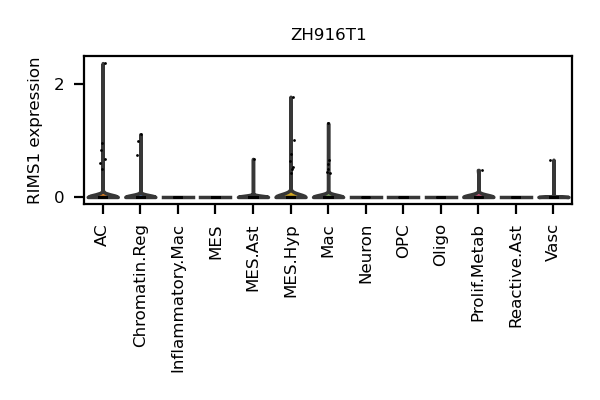 ZH916T1
RIMS1 expression
2
0
AC
Chromatin.Reg
Inflammatory.Mac
MES
MES.Ast
MES.Hyp
Mac
Neuron
OPC
Oligo
Prolif.Metab
Reactive.Ast
Vasc